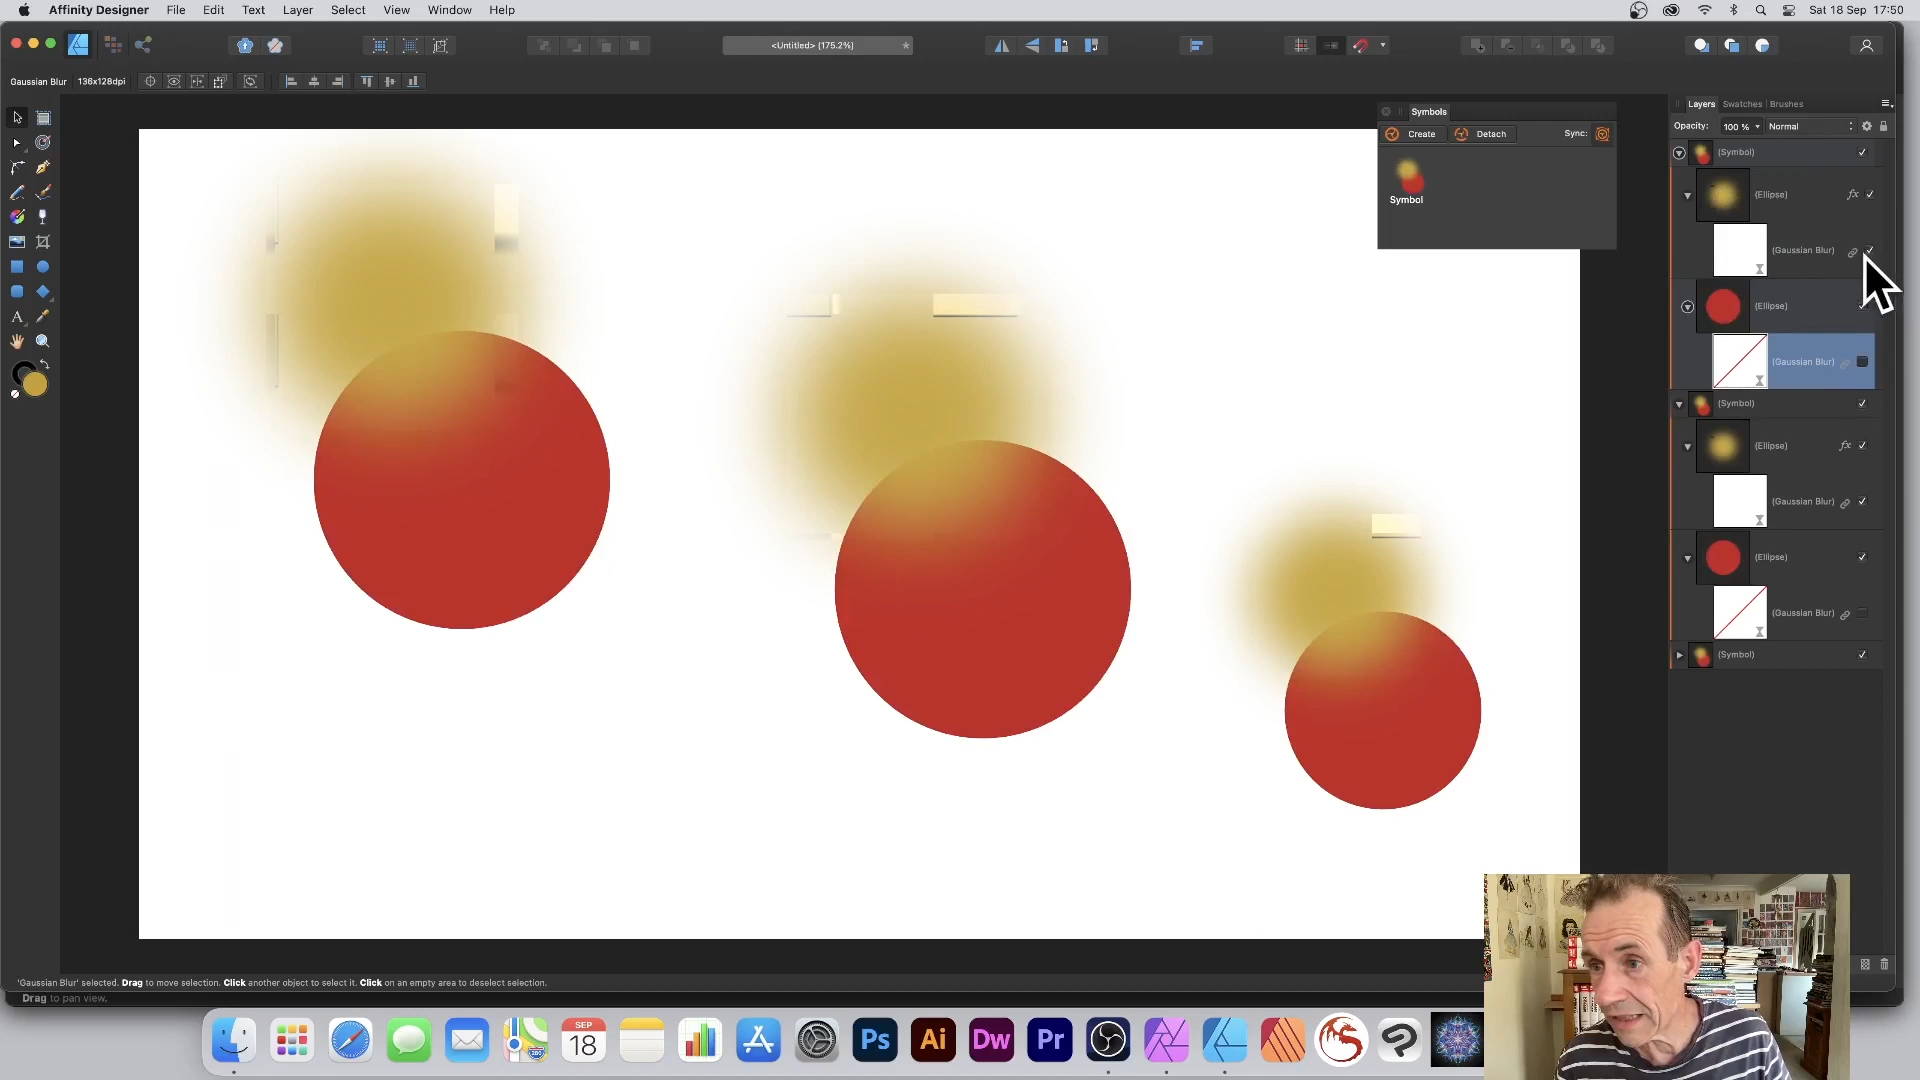 Affinity Designer File Edit Text Layer Select View Window Help Sat 18 Sep 17:50
<Untitled> (175.2%)
Gaussian Blur 136x128dpi
Symbols
Create Detach Sync:
Symbol
Layers Swatches Brushes
Opacity: 100 % Normal
(Symbol)
(Ellipse) fx
(Gaussian Blur)
(Ellipse)
(Gaussian Blur)
(Symbol)
(Ellipse) fx
(Gaussian Blur)
(Ellipse)
(Gaussian Blur)
(Symbol)
A
'Gaussian Blur' selected. Drag to move selection. Click another object to select it. Click on an empty area to deselect selection.
Drag to pan view.
SEP
18
280
Ps Ai Dw Pr